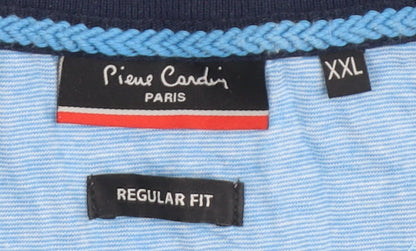 Pierre Cardin
PARIS
XXL
REGULAR FIT